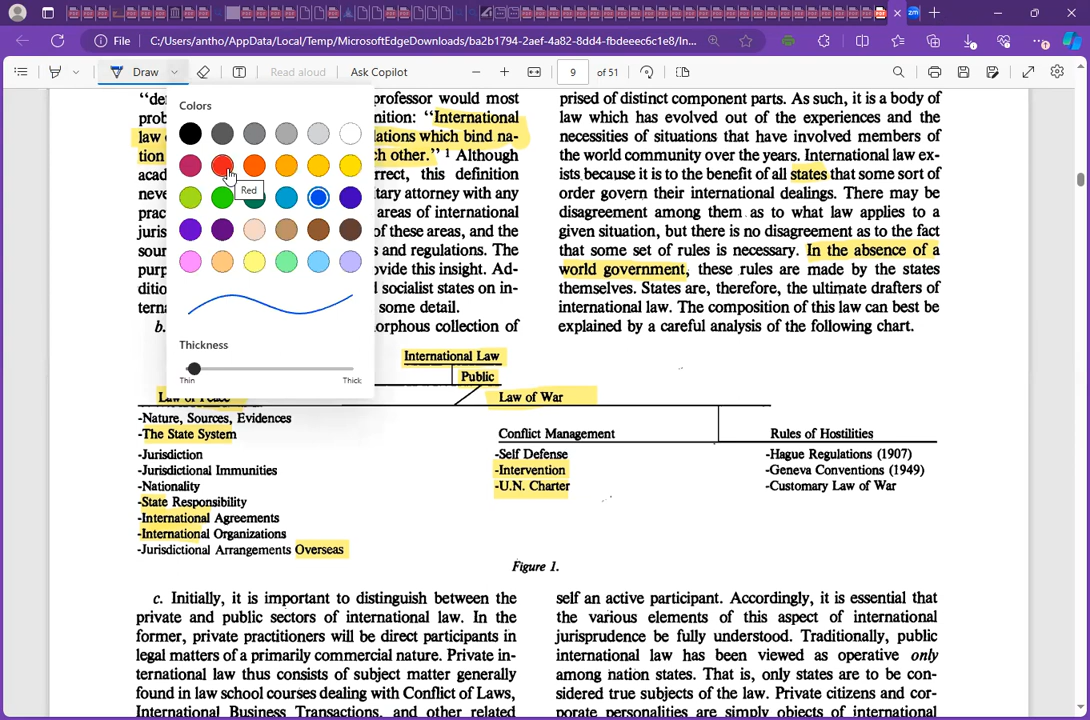 File
C:/Users/antho/AppData/Local/Temp/MicrosoftEdgeDownloads/ba2b1794-2aef-4a82-8dd4-fbdeeec6c1e8/In...
zm
Draw
Read aloud
Ask Copilot
9
of 51
Colors
Red
Thickness
Thin
Thick
"de
professor would most
prob
nition: "International
law
lations which bind na-
tion
ch other." 1 Although
acad
rrect, this definition
neve
itary attorney with any
prac
areas of international
juris
of these areas, and the
sour
s and regulations. The
purp
vide this insight. Ad-
ditio
d socialist states on in-
terna
some detail.
b.
morphous collection of
prised of distinct component parts. As such, it is a body of
law which has evolved out of the experiences and the
necessities of situations that have involved members of
the world community over the years. International law ex-
ists because it is to the benefit of all states that some sort of
order govern their international dealings. There may be
disagreement among them as to what law applies to a
given situation, but there is no disagreement as to the fact
that some set of rules is necessary. In the absence of a
world government, these rules are made by the states
themselves. States are, therefore, the ultimate drafters of
international law. The composition of this law can best be
explained by a careful analysis of the following chart.
International Law
Public
Law of Peace
Law of War
-Nature, Sources, Evidences
-The State System
-Jurisdiction
-Jurisdictional Immunities
-Nationality
-State Responsibility
-International Agreements
-International Organizations
-Jurisdictional Arrangements Overseas
Conflict Management
-Self Defense
-Intervention
-U.N. Charter
Rules of Hostilities
-Hague Regulations (1907)
-Geneva Conventions (1949)
-Customary Law of War
Figure 1.
c. Initially, it is important to distinguish between the
private and public sectors of international law. In the
former, private practitioners will be direct participants in
legal matters of a primarily commercial nature. Private in-
ternational law thus consists of subject matter generally
found in law school courses dealing with Conflict of Laws,
International Business Transactions, and other related
self an active participant. Accordingly, it is essential that
the various elements of this aspect of international
jurisprudence be fully understood. Traditionally, public
international law has been viewed as operative only
among nation states. That is, only states are to be con-
sidered true subjects of the law. Private citizens and cor-
porate personalities are simply objects of international